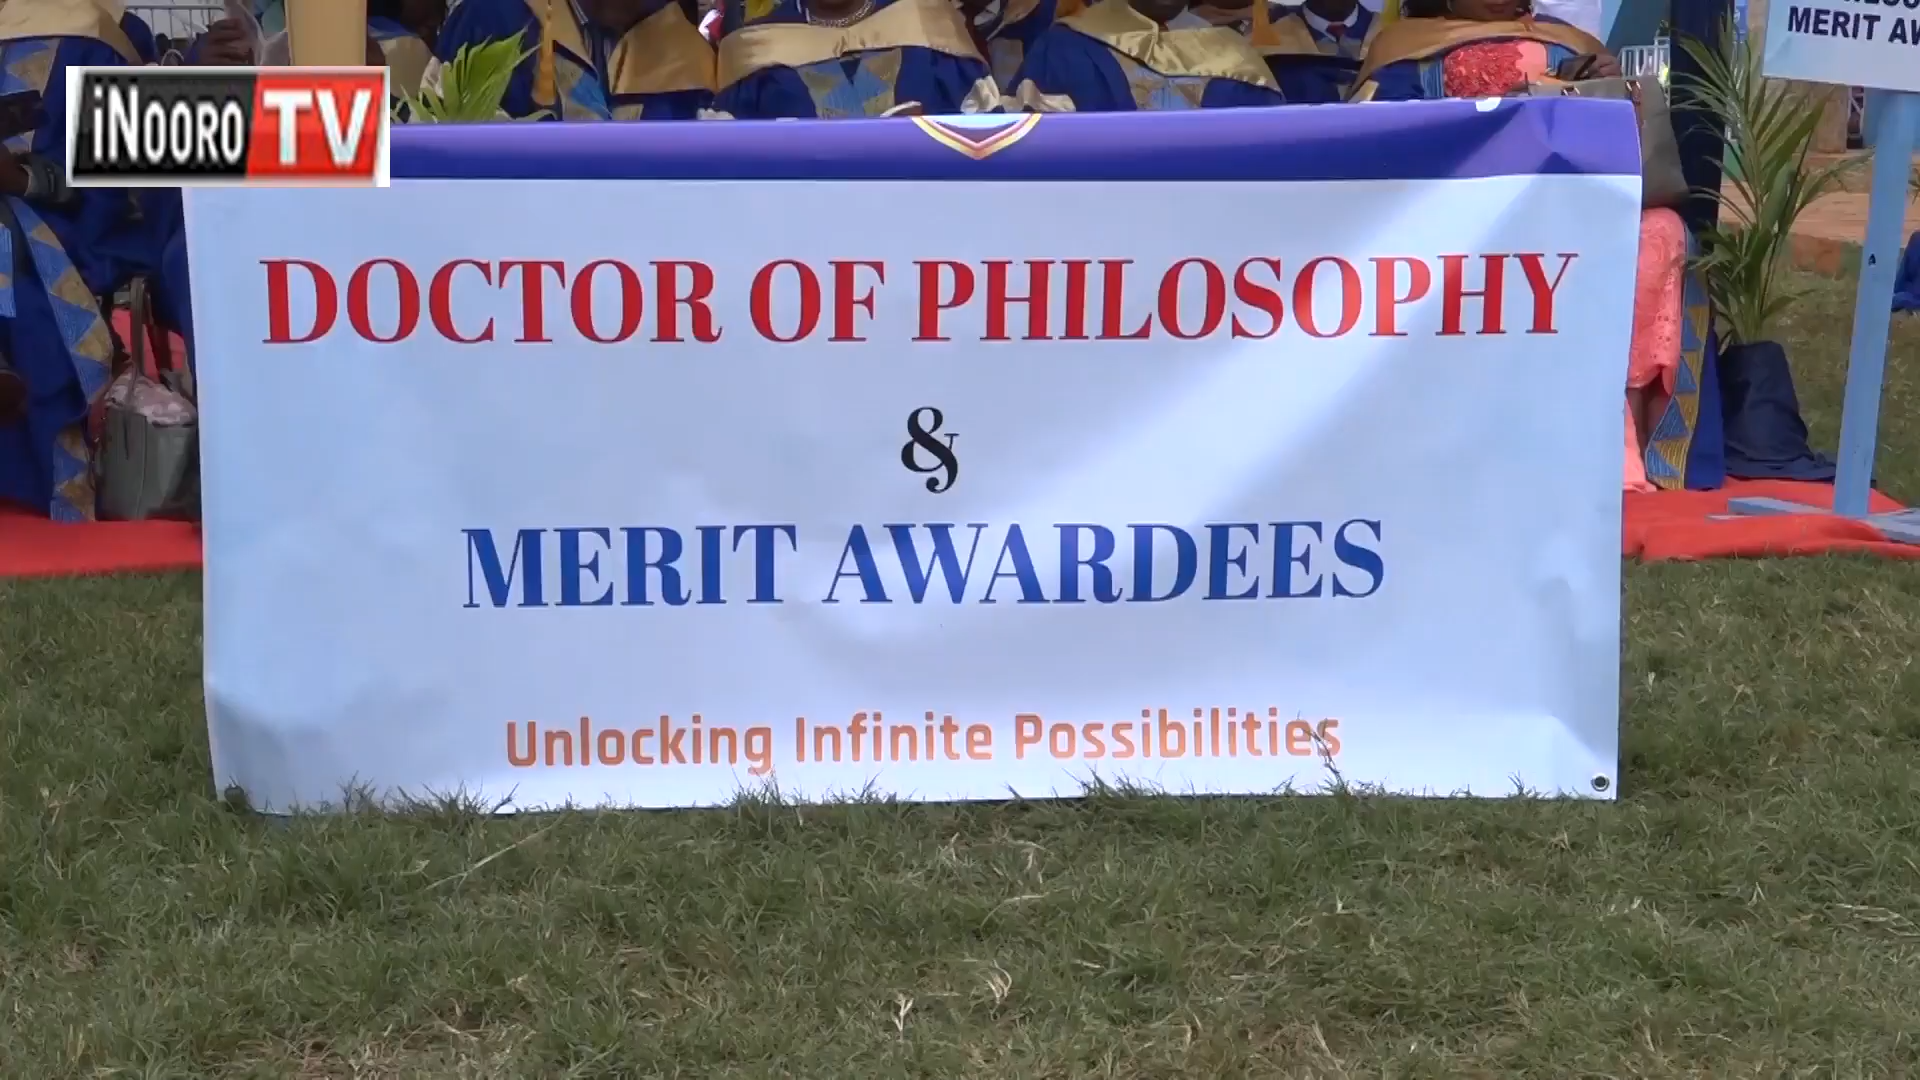 iNOORO TV
MERIT AW
DOCTOR OF PHILOSOPHY
&
MERIT AWARDEES
Unlocking Infinite Possibilities